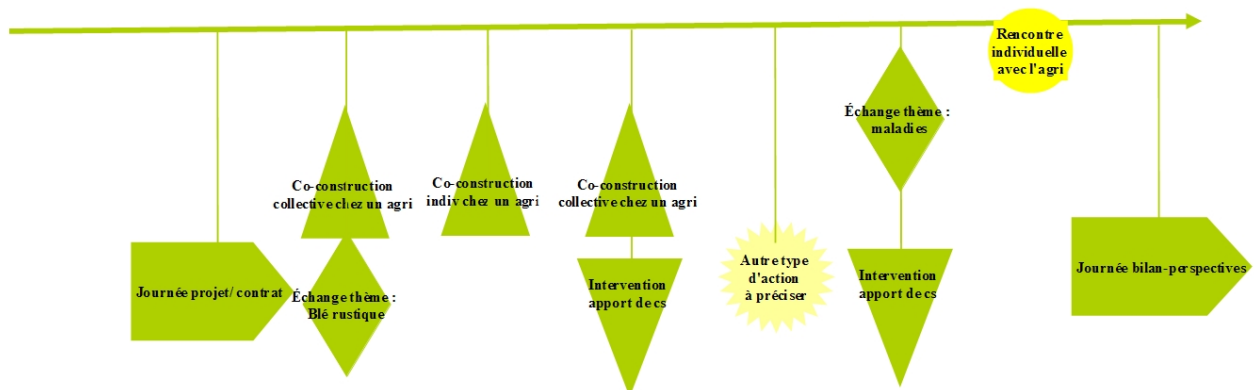 Rencontre
individuelle
avec l'agri
Échange thème :
maladies
Co-construction
collective chez un agri
Co-construction
indiv chez un agri
Co-construction
collective chez un agri
Journée projet/ contrat
Échange thème :
Blé rustique
Intervention
apport de cs
Autre type
d'action
à préciser
Intervention
apport de cs
Journée bilan-perspectives